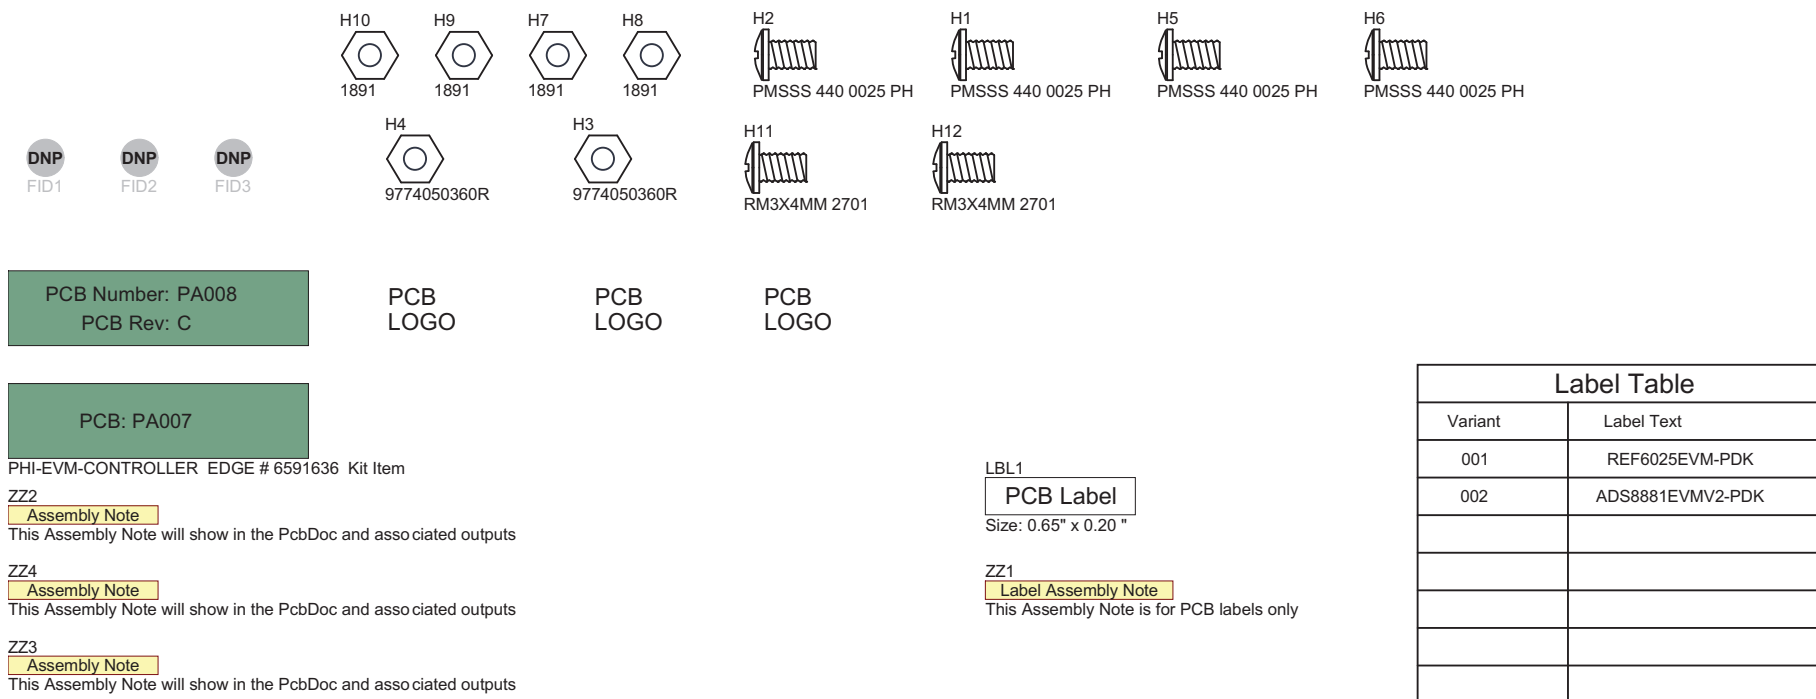 H10 H9 H7 H8 H2 H1 H5 H6
1891 1891 1891 1891 PMSSS 440 0025 PH PMSSS 440 0025 PH PMSSS 440 0025 PH PMSSS 440 0025 PH
H4 H3 H11 H12
DNP DNP DNP
FID1 FID2 FID3
9774050360R 9774050360R RM3X4MM 2701 RM3X4MM 2701
PCB Number: PA008
PCB Rev: C
PCB LOGO
PCB LOGO
PCB LOGO
PCB: PA007
PHI-EVM-CONTROLLER EDGE # 6591636 Kit Item
ZZ2
Assembly Note
This Assembly Note will show in the PcbDoc and associated outputs
ZZ4
Assembly Note
This Assembly Note will show in the PcbDoc and associated outputs
ZZ3
Assembly Note
This Assembly Note will show in the PcbDoc and associated outputs
LBL1
PCB Label
Size: 0.65" x 0.20 "
ZZ1
Label Assembly Note
This Assembly Note is for PCB labels only
Label Table
Variant Label Text
001 REF6025EVM-PDK
002 ADS8881EVMV2-PDK